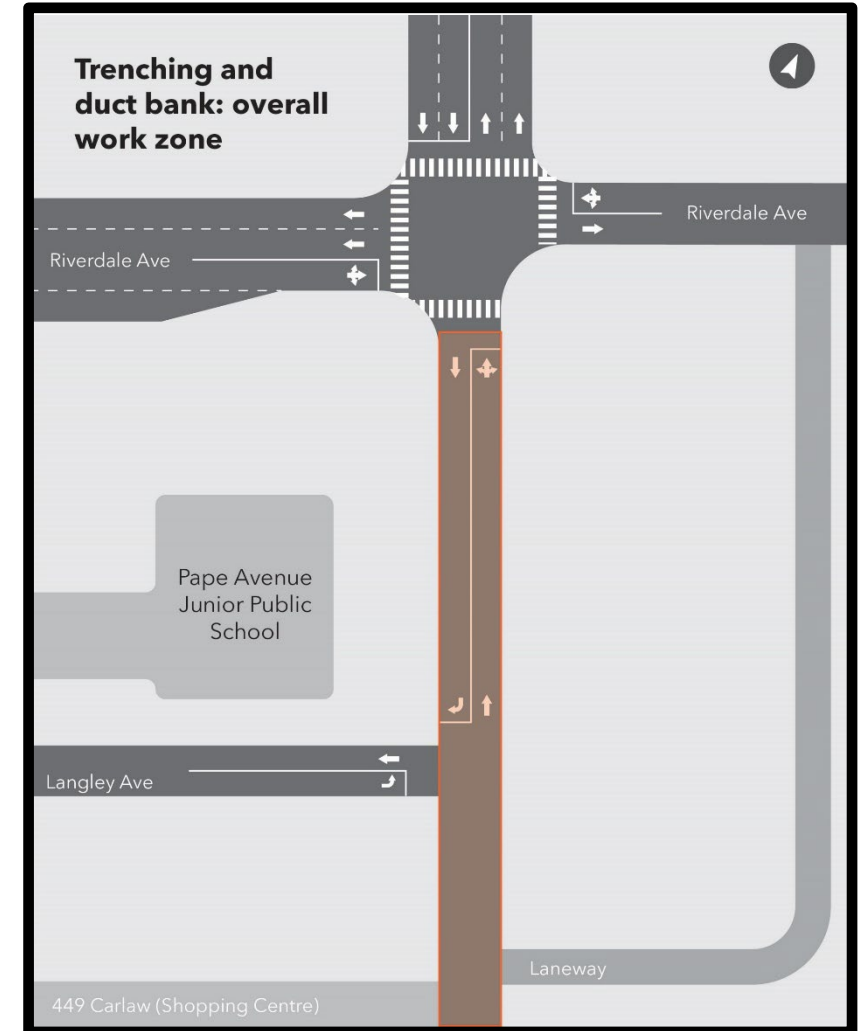 Trenching and
duct bank: overall
work zone
Riverdale Ave
Riverdale Ave
Pape Avenue
Junior Public
School
Langley Ave
Laneway
449 Carlaw (Shopping Centre)